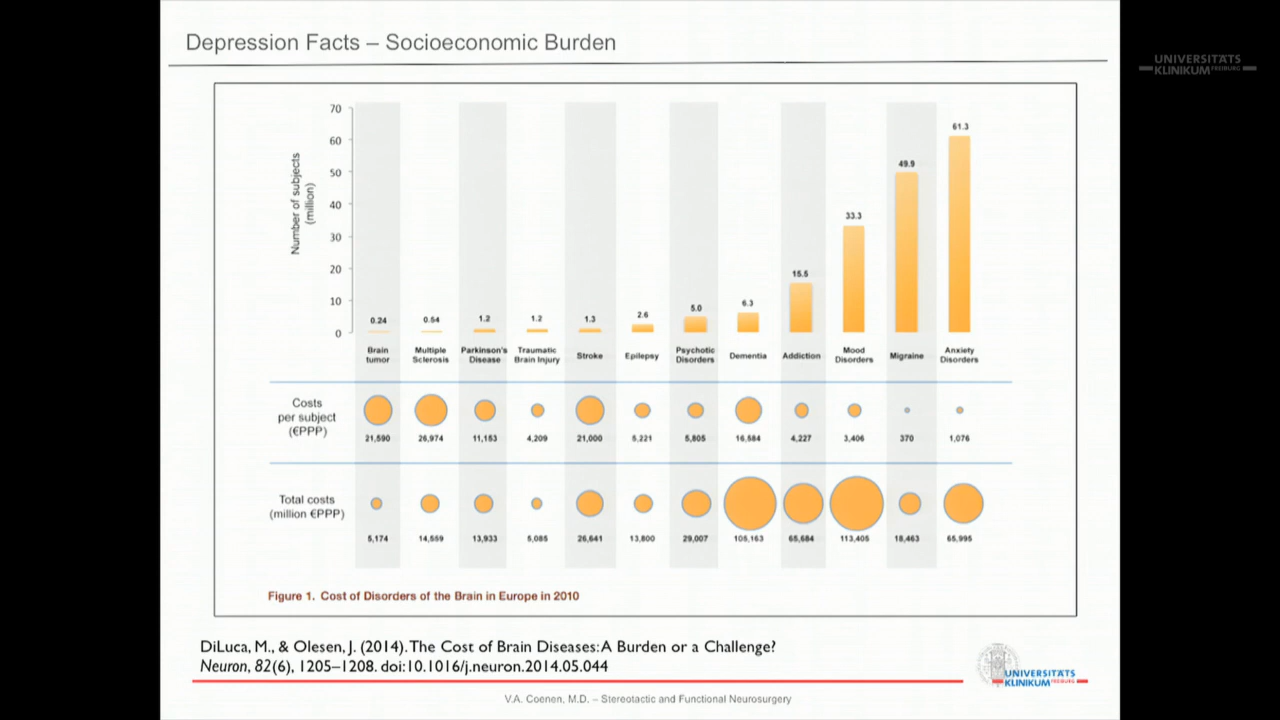 Depression Facts – Socioeconomic Burden
UNIVERSITÄTS
KLINIKUM FREIBURG
Number of subjects
(million)
70
60
50
40
30
20
10
0
0.24
0.54
1.2
1.2
1.3
2.6
5.0
6.3
15.5
33.3
49.9
61.3
Brain
tumor
Multiple
Sclerosis
Parkinson's
Disease
Traumatic
Brain Injury
Stroke
Epilepsy
Psychotic
Disorders
Dementia
Addiction
Mood
Disorders
Migraine
Anxiety
Disorders
Costs
per subject
(€PPP)
21,590
26,974
11,153
4,209
21,000
5,221
5,805
16,584
4,227
3,406
370
1,076
Total costs
(million €PPP)
5,174
14,559
13,933
5,085
26,641
13,800
29,007
105,163
65,684
113,405
18,463
65,995
Figure 1. Cost of Disorders of the Brain in Europe in 2010
DiLuca, M., & Olesen, J. (2014). The Cost of Brain Diseases: A Burden or a Challenge?
Neuron, 82(6), 1205–1208. doi:10.1016/j.neuron.2014.05.044
UNIVERSITÄTS
KLINIKUM FREIBURG
V.A. Coenen, M.D. – Stereotactic and Functional Neurosurgery